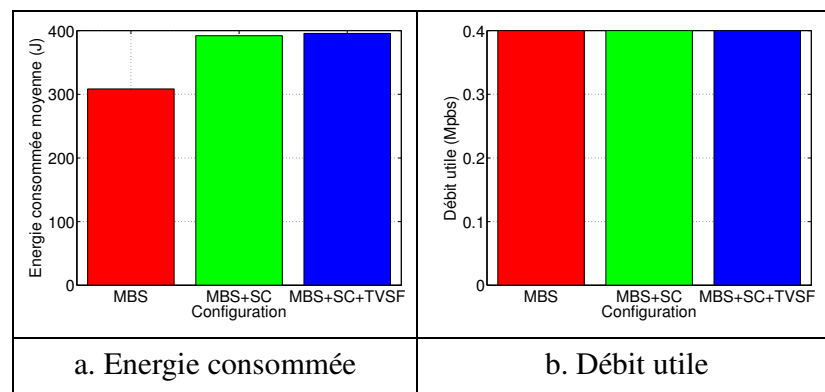 400
300
200
100
0
Energie consommée moyenne (J)
MBS MBS+SC MBS+SC+TVSF
Configuration
0.4
0.3
0.2
0.1
0
Débit utile (Mpbs)
MBS MBS+SC MBS+SC+TVSF
Configuration
a. Energie consommée
b. Débit utile